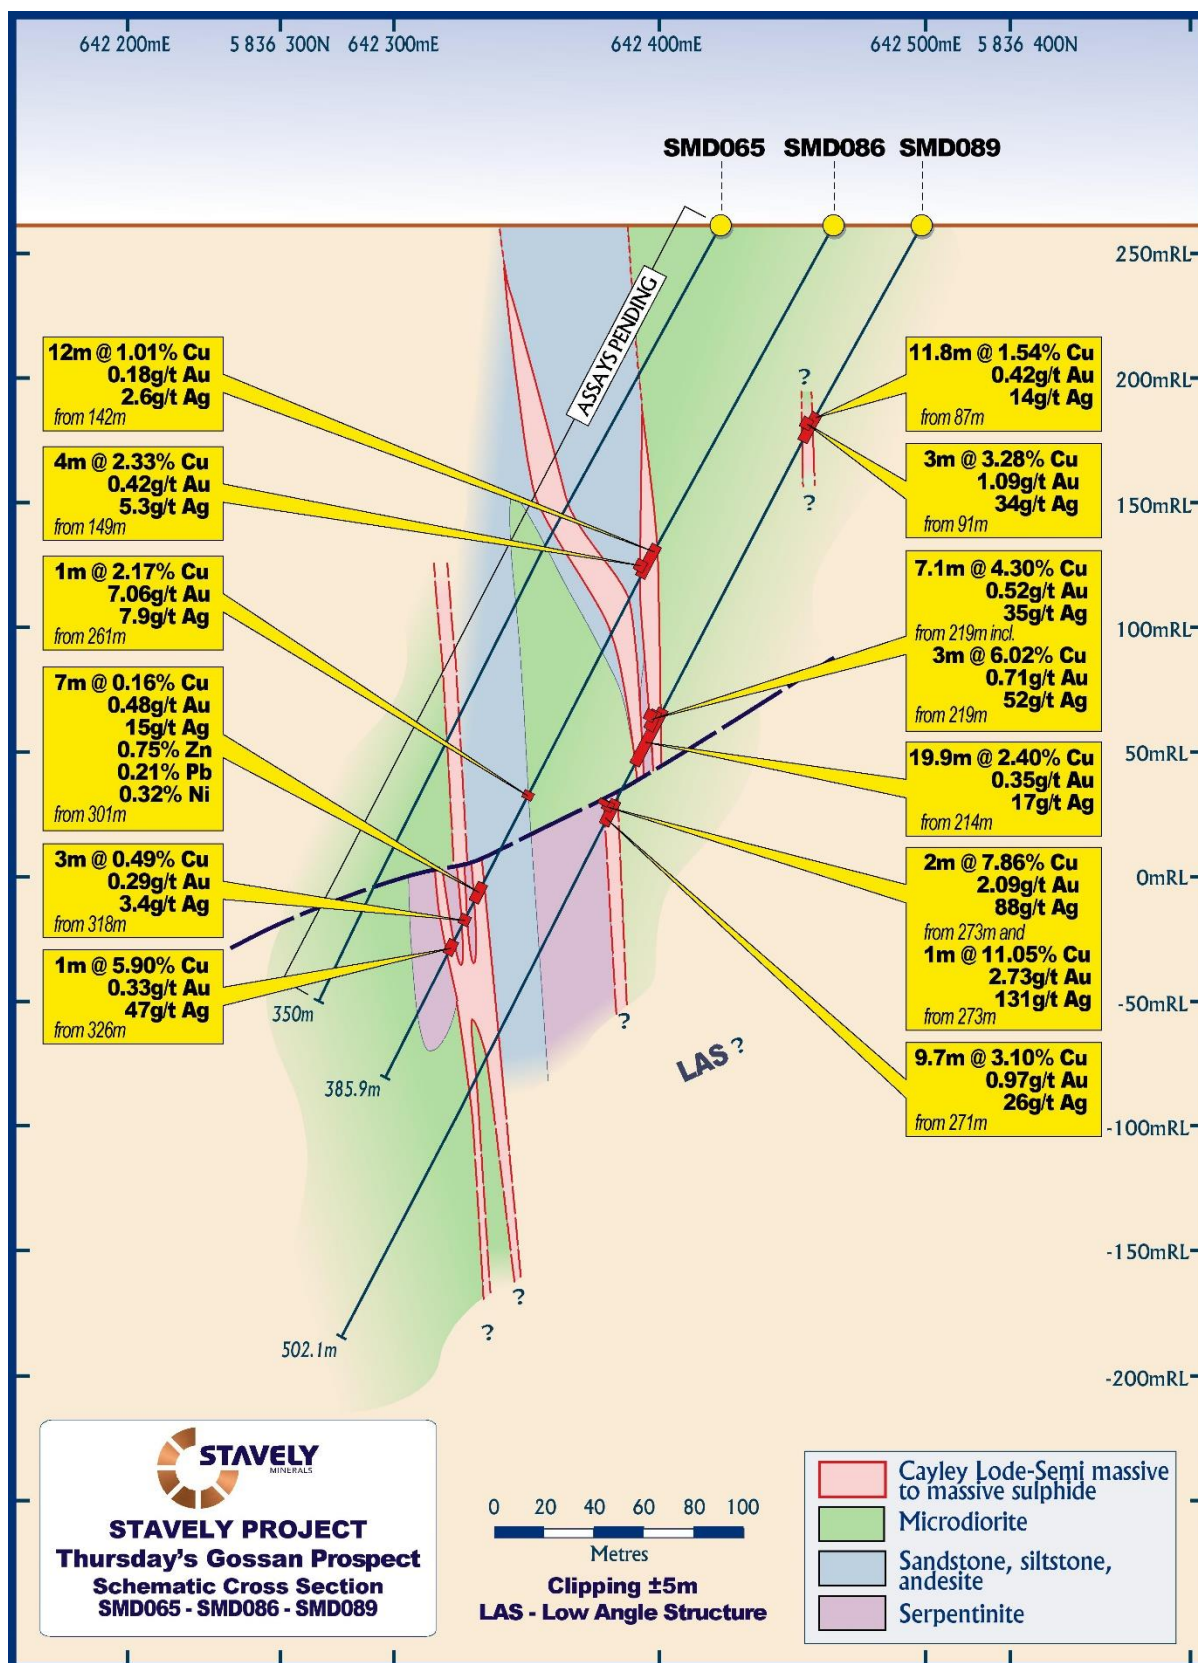 642 200mE
5 836 300N
642 300mE
642 400mE
642 500mE
5 836 400N
SMD065
SMD086
SMD089
250mRL
200mRL
150mRL
100mRL
50mRL
0mRL
-50mRL
-100mRL
-150mRL
-200mRL
ASSAYS PENDING
12m @ 1.01% Cu
0.18g/t Au
2.6g/t Ag
from 142m
4m @ 2.33% Cu
0.42g/t Au
5.3g/t Ag
from 149m
1m @ 2.17% Cu
7.06g/t Au
7.9g/t Ag
from 261m
7m @ 0.16% Cu
0.48g/t Au
15g/t Ag
0.75% Zn
0.21% Pb
0.32% Ni
from 301m
3m @ 0.49% Cu
0.29g/t Au
3.4g/t Ag
from 318m
1m @ 5.90% Cu
0.33g/t Au
47g/t Ag
from 326m
11.8m @ 1.54% Cu
0.42g/t Au
14g/t Ag
from 87m
3m @ 3.28% Cu
1.09g/t Au
34g/t Ag
from 91m
7.1m @ 4.30% Cu
0.52g/t Au
35g/t Ag
from 219m incl.
3m @ 6.02% Cu
0.71g/t Au
52g/t Ag
from 219m
19.9m @ 2.40% Cu
0.35g/t Au
17g/t Ag
from 214m
2m @ 7.86% Cu
2.09g/t Au
88g/t Ag
from 273m and
1m @ 11.05% Cu
2.73g/t Au
131g/t Ag
from 273m
9.7m @ 3.10% Cu
0.97g/t Au
26g/t Ag
from 271m
?
?
?
?
?
LAS ?
350m
385.9m
502.1m
STAVELY
MINERALS
STAVELY PROJECT
Thursday's Gossan Prospect
Schematic Cross Section
SMD065 - SMD086 - SMD089
0 20 40 60 80 100
Metres
Clipping ±5m
LAS - Low Angle Structure
Cayley Lode-Semi massive
to massive sulphide
Microdiorite
Sandstone, siltstone,
andesite
Serpentinite